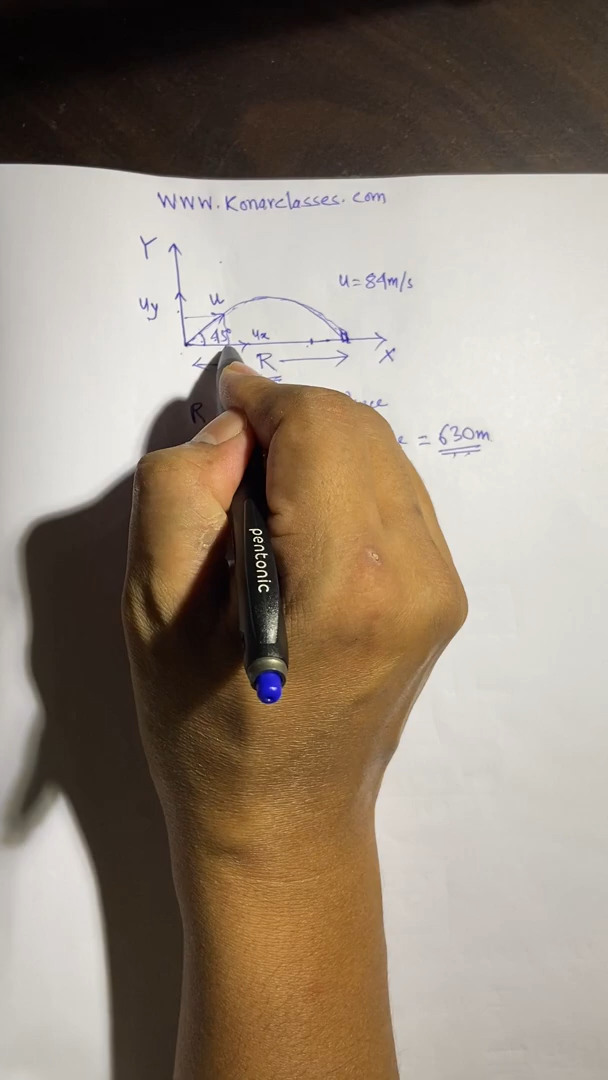 WWW.Konarclasses.com
Y
uy u u=84m/s
45° ux
R X
R
= 630m
pentonic